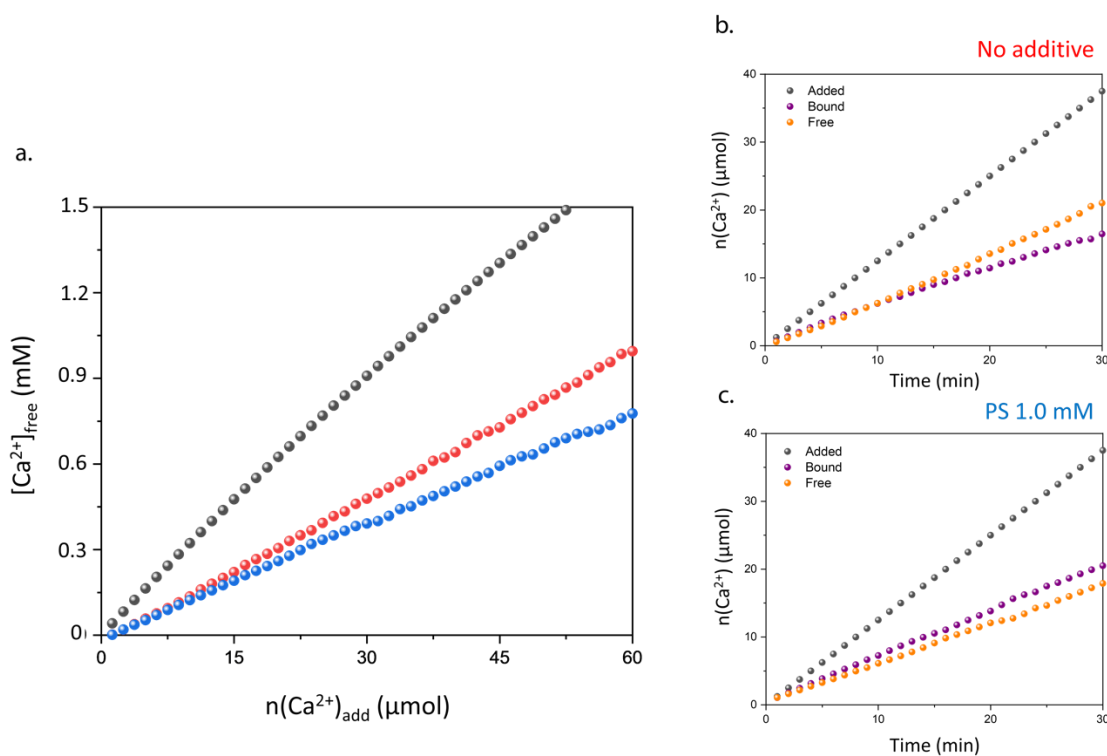 a.
[Ca²⁺]free (mM)
1.5
1.2
0.9
0.6
0.3
0
0
15
30
45
60
n(Ca²⁺)add (μmol)
b.
No additive
n(Ca²⁺) (μmol)
40
30
20
10
0
Added
Bound
Free
0
10
20
30
Time (min)
c.
PS 1.0 mM
n(Ca²⁺) (μmol)
40
30
20
10
0
Added
Bound
Free
0
10
20
30
Time (min)